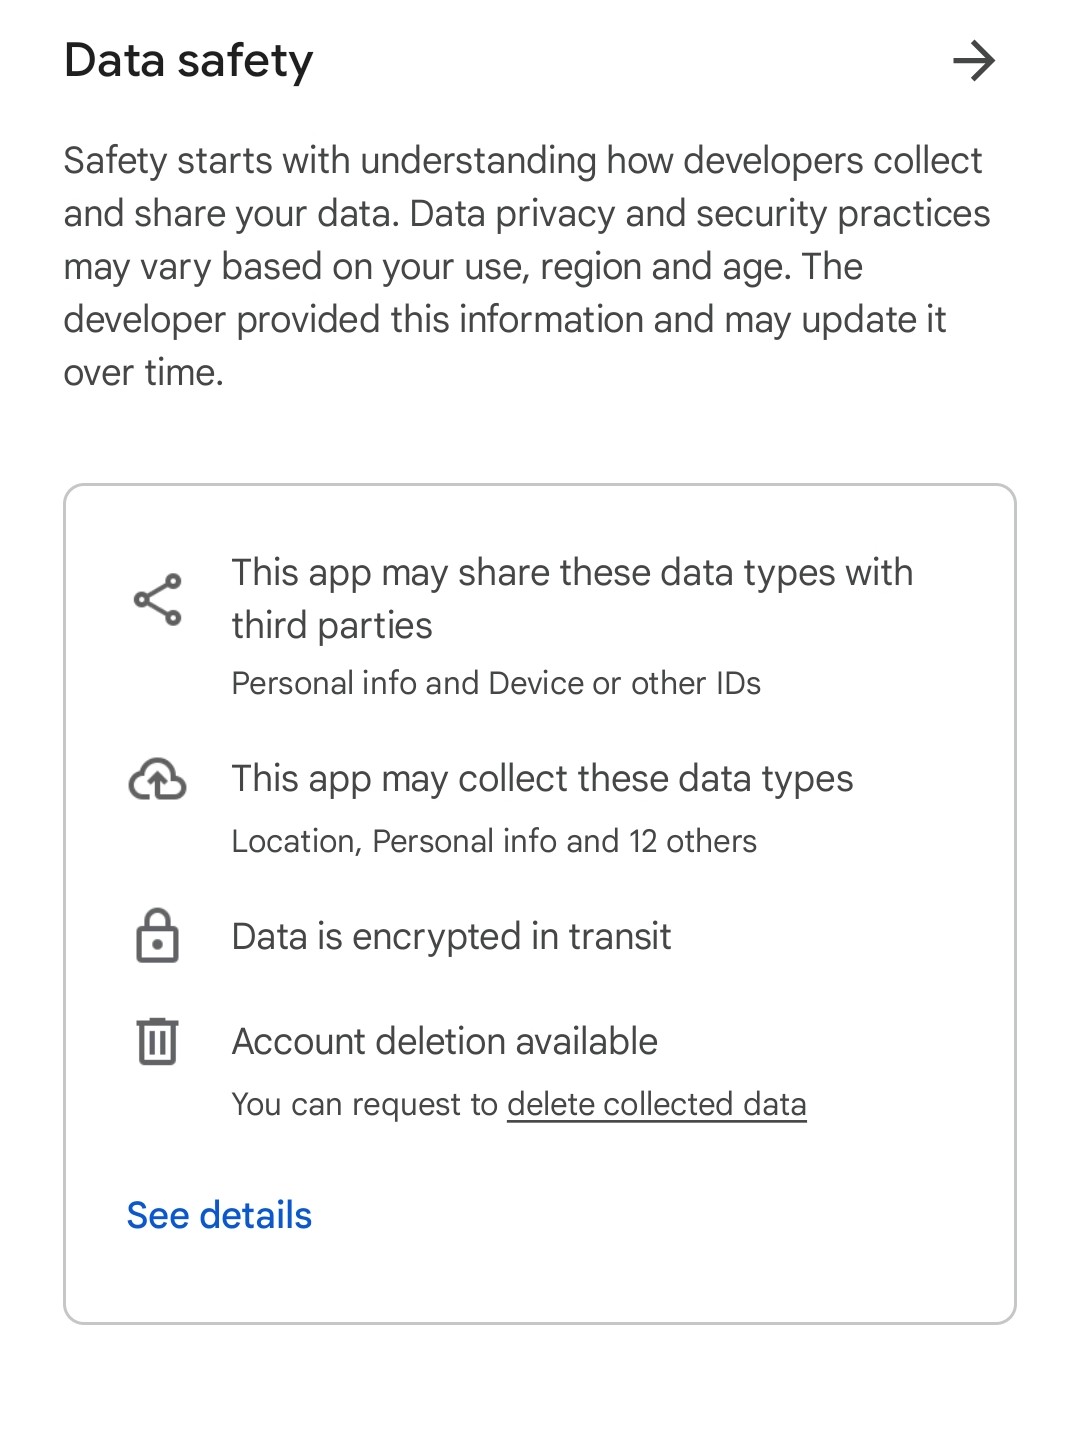 Data safety
Safety starts with understanding how developers collect
and share your data. Data privacy and security practices
may vary based on your use, region and age. The
developer provided this information and may update it
over time.
This app may share these data types with
third parties
Personal info and Device or other IDs
This app may collect these data types
Location, Personal info and 12 others
Data is encrypted in transit
Account deletion available
You can request to delete collected data
See details